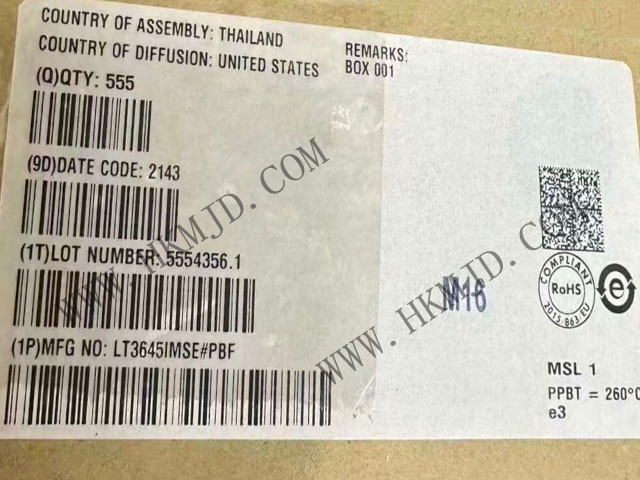 COUNTRY OF ASSEMBLY: THAILAND
COUNTRY OF DIFFUSION: UNITED STATES
REMARKS:
BOX 001
(Q)QTY: 555
(9D)DATE CODE: 2143
(1T)LOT NUMBER: 5554356.1
(1P)MFG NO: LT3645IMSE#PBF
M16
COMPLIANT
RoHS
2015/863/EU
e
MSL 1
PPBT = 260°C
e3
WWW.HKMJD.COM
WWW.HKMJD.COM